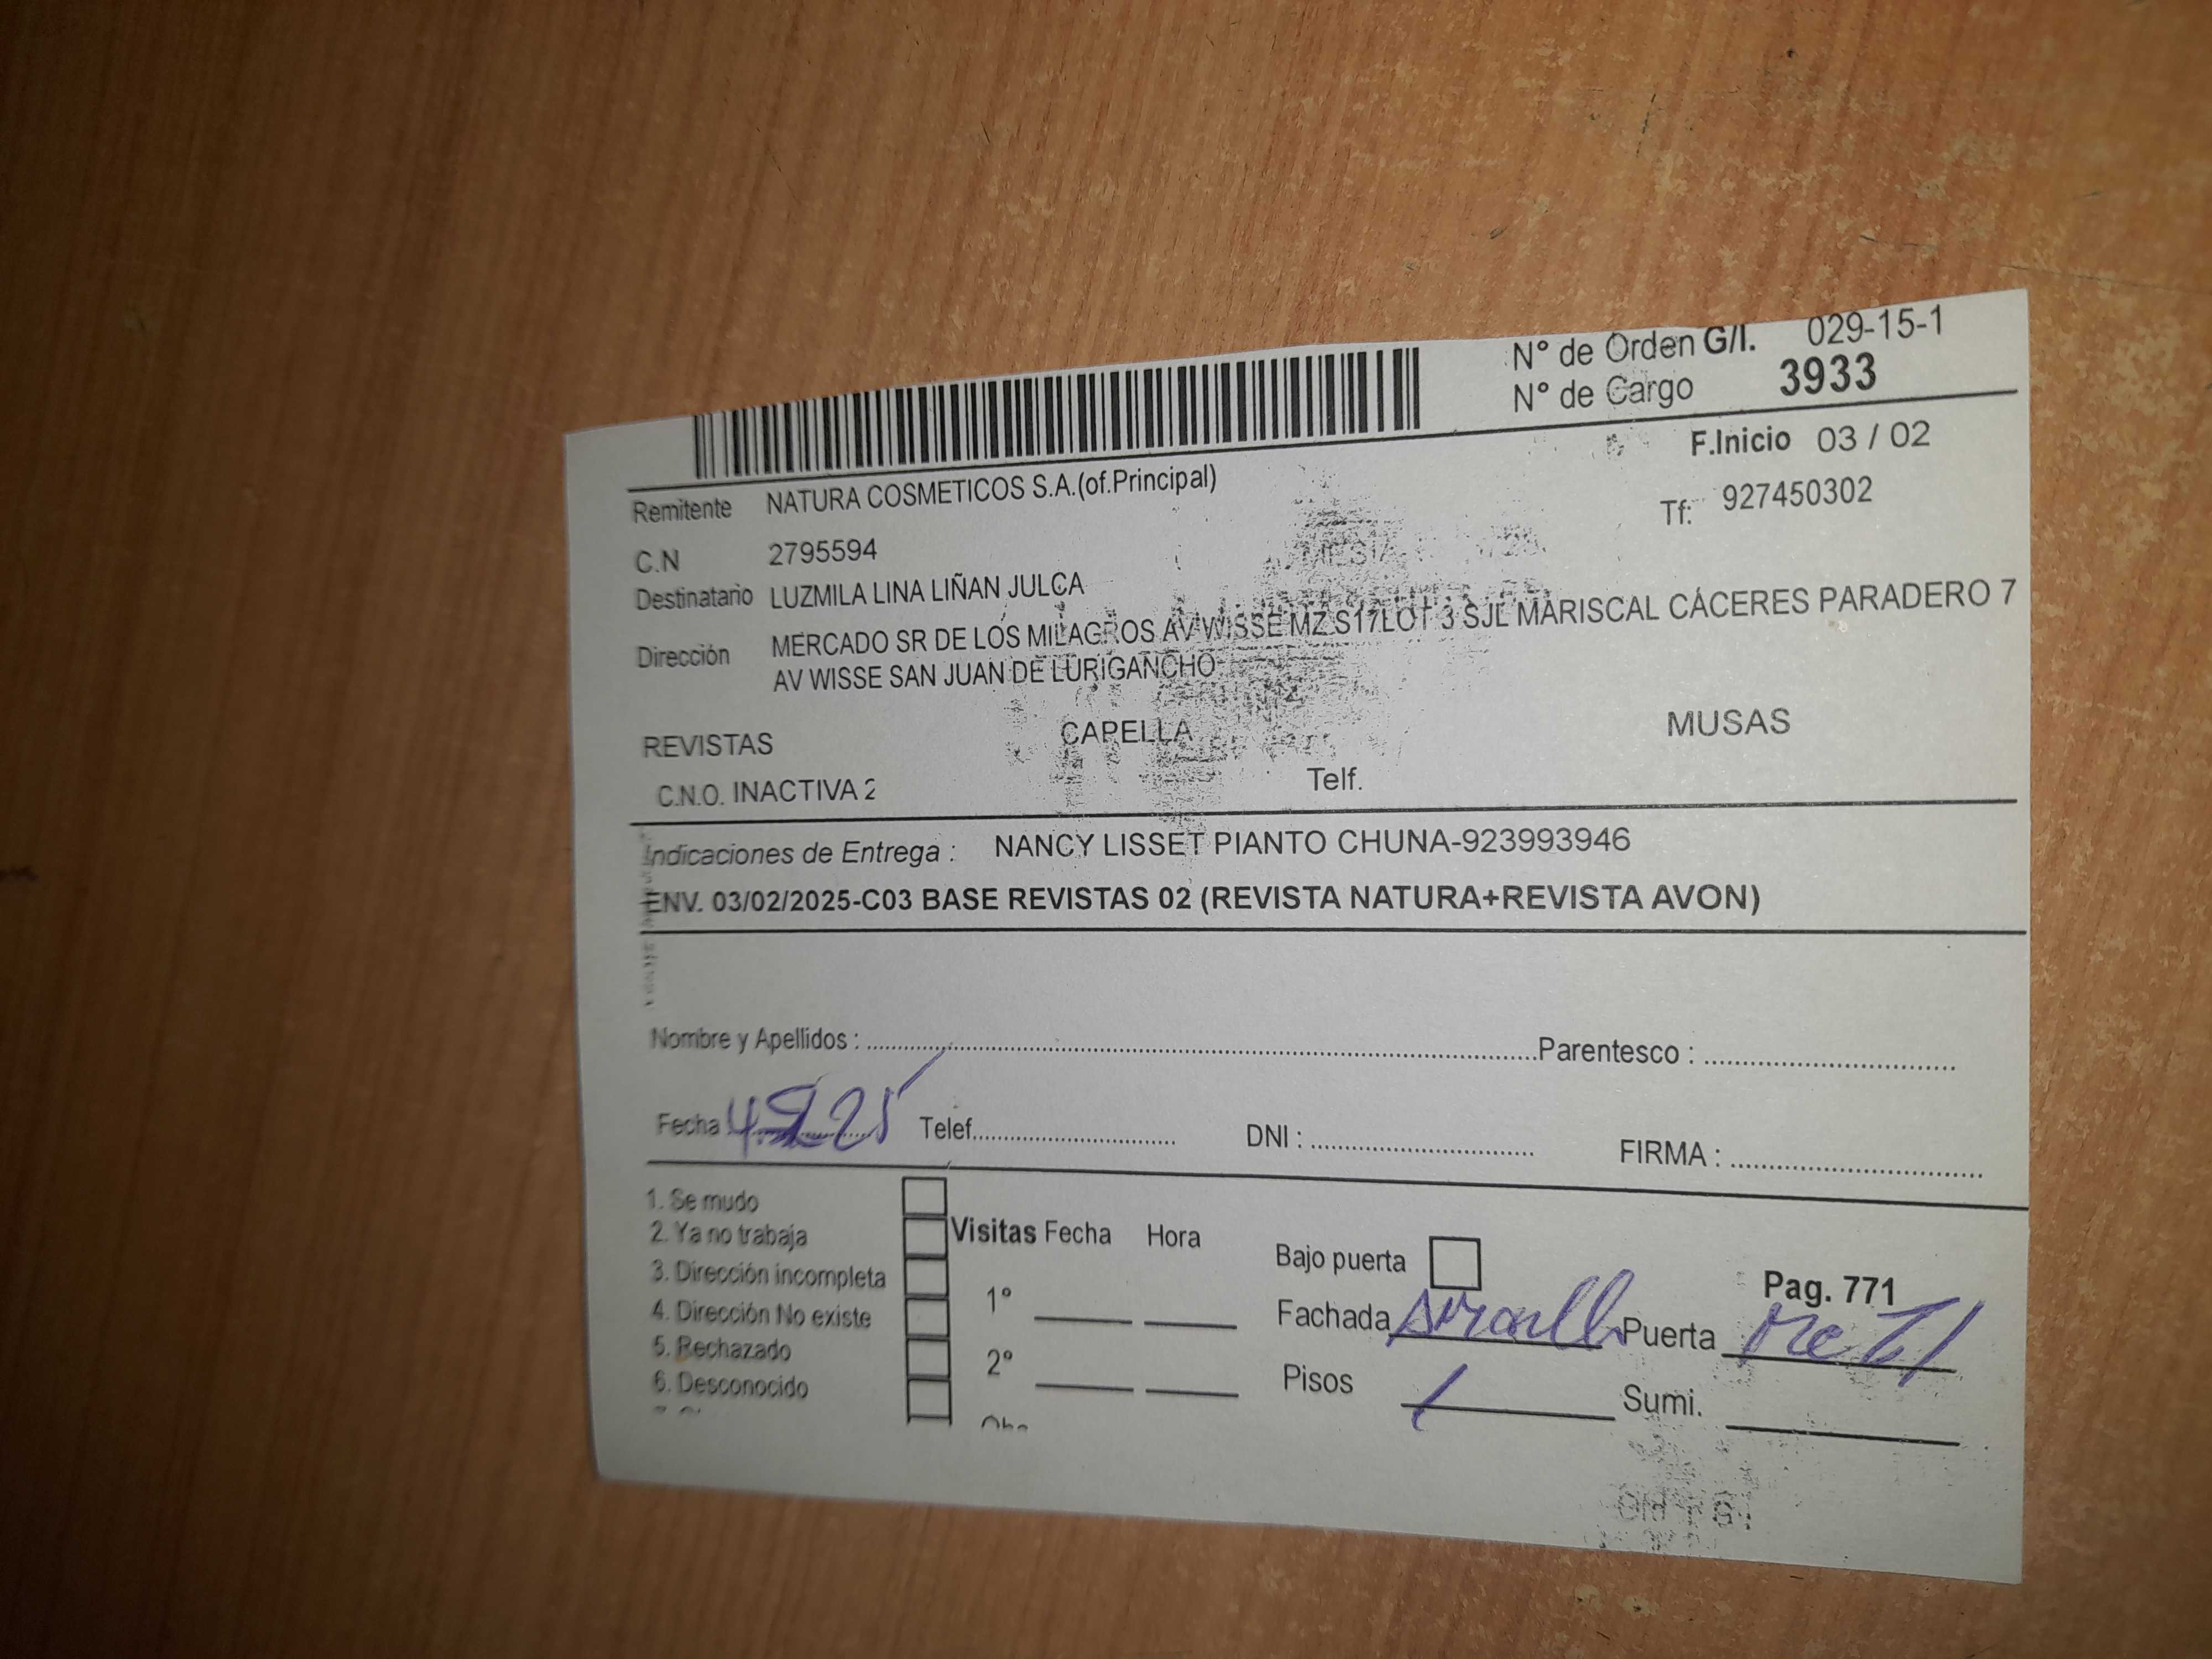 N° de Orden G/I. 029-15-1
N° de Cargo 3933
F.Inicio 03 / 02
Remitente NATURA COSMETICOS S.A.(of.Principal)
Tf: 927450302
C.N 2795594
Destinatario LUZMILA LINA LIÑAN JULCA
Dirección MERCADO SR DE LOS MILAGROS AV WISSE MZ S17LOT 3 SJL MARISCAL CÁCERES PARADERO 7
AV WISSE SAN JUAN DE LURIGANCHO
REVISTAS CAPELLA MUSAS
C.N.O. INACTIVA 2 Telf.
Indicaciones de Entrega : NANCY LISSET PIANTO CHUNA-923993946
ENV. 03/02/2025-C03 BASE REVISTAS 02 (REVISTA NATURA+REVISTA AVON)
Nombre y Apellidos : Parentesco :
Fecha Telef. DNI : FIRMA :
1. Se mudo
2. Ya no trabaja
3. Dirección incompleta
4. Dirección No existe
5. Rechazado
6. Desconocido
Visitas Fecha Hora
1°
2°
Bajo puerta
Pag. 771
Fachada Puerta
Pisos 1 Sumi.